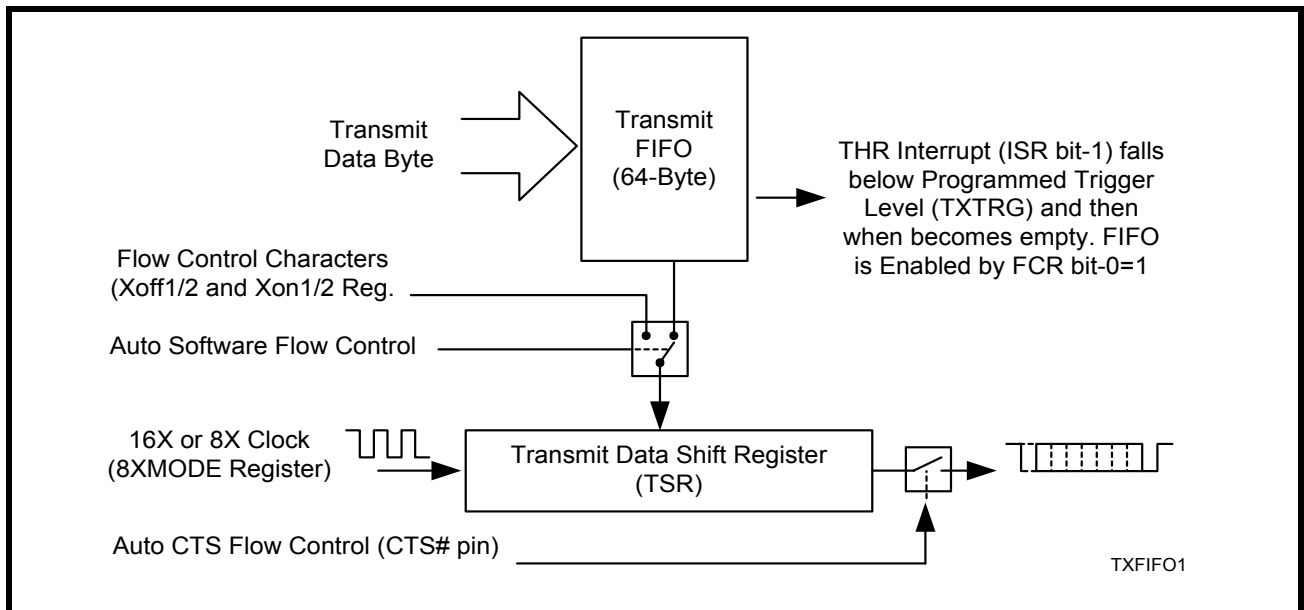 Transmit
Data Byte
Transmit
FIFO
(64-Byte)
THR Interrupt (ISR bit-1) falls
below Programmed Trigger
Level (TXTRG) and then
when becomes empty. FIFO
is Enabled by FCR bit-0=1
Flow Control Characters
(Xoff1/2 and Xon1/2 Reg.
Auto Software Flow Control
16X or 8X Clock
(8XMODE Register)
Transmit Data Shift Register
(TSR)
Auto CTS Flow Control (CTS# pin)
TXFIFO1